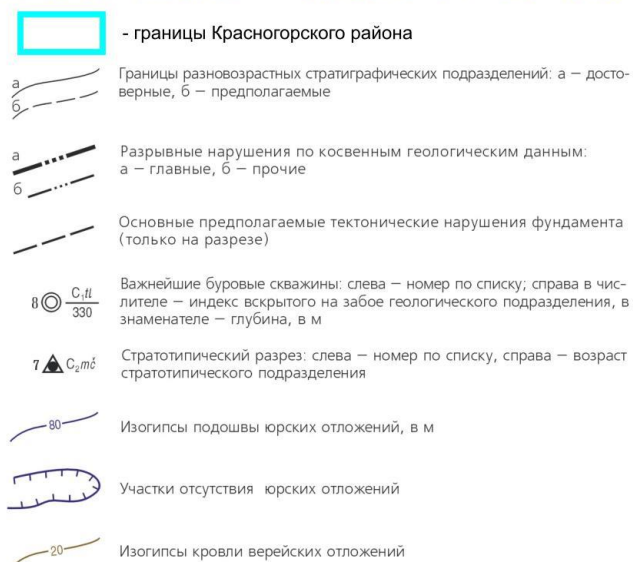 - границы Красногорского района
а
б
Границы разновозрастных стратиграфических подразделений: а — досто-
верные, б — предполагаемые
а
б
Разрывные нарушения по косвенным геологическим данным:
а — главные, б — прочие
Основные предполагаемые тектонические нарушения фундамента
(только на разрезе)
8 C₁tl
330
Важнейшие буровые скважины: слева — номер по списку; справа в чис-
лителе — индекс вскрытого на забое геологического подразделения, в
знаменателе — глубина, в м
7 C₂mč
Стратотипический разрез: слева — номер по списку, справа — возраст
стратотипического подразделения
80
Изогипсы подошвы юрских отложений, в м
Участки отсутствия юрских отложений
20
Изогипсы кровли верейских отложений